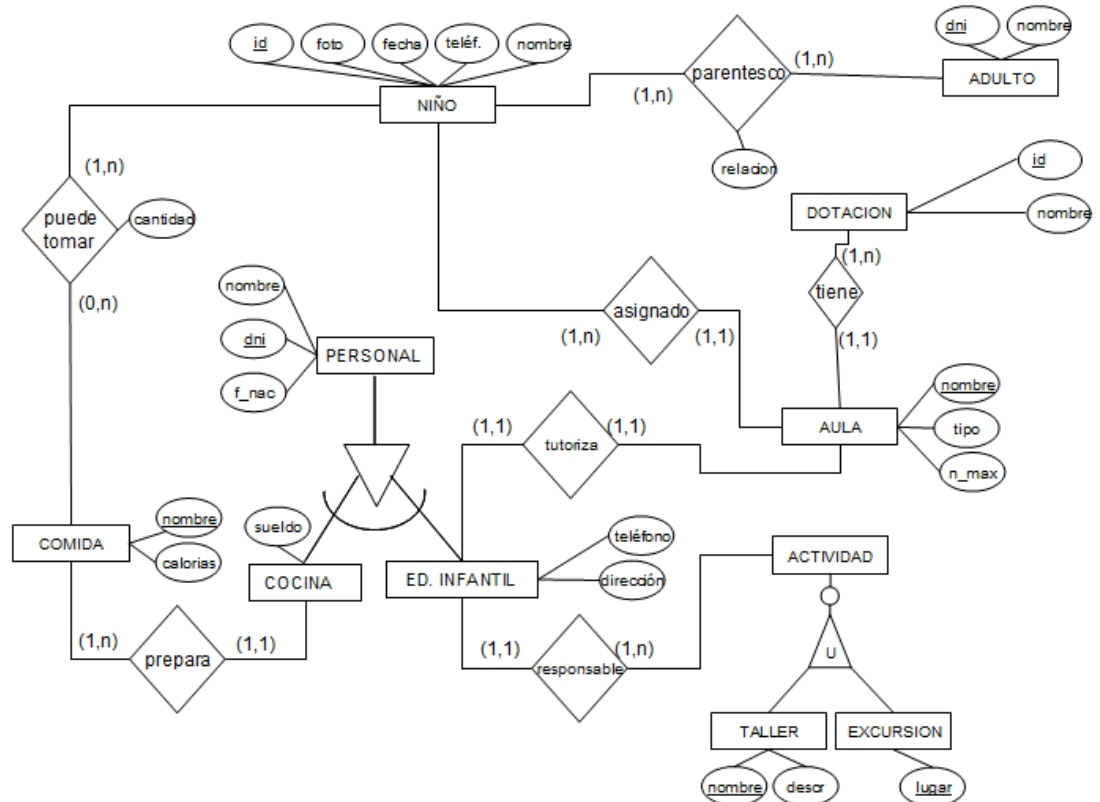 id
foto
fecha
teléf.
nombre
dni
nombre
NIÑO
parentesco
(1,n)
(1,n)
ADULTO
relacion
(1,n)
puede
tomar
cantidad
(0,n)
DOTACION
id
nombre
(1,n)
tiene
(1,1)
nombre
dni
f_nac
PERSONAL
asignado
(1,n)
(1,1)
(1,1)
tutoriza
(1,1)
AULA
nombre
tipo
n_max
COMIDA
nombre
calorias
sueldo
COCINA
ED. INFANTIL
teléfono
dirección
ACTIVIDAD
(1,n)
prepara
(1,1)
(1,1)
responsable
(1,n)
U
TALLER
EXCURSION
nombre
descr
lugar